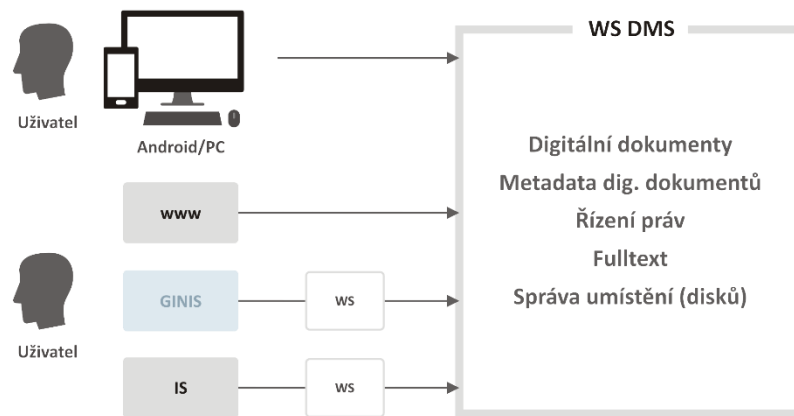 WS DMS
Uživatel
Android/PC
www
GINIS
WS
Uživatel
IS
WS
Digitální dokumenty
Metadata dig. dokumentů
Řízení práv
Fulltext
Správa umístění (disků)